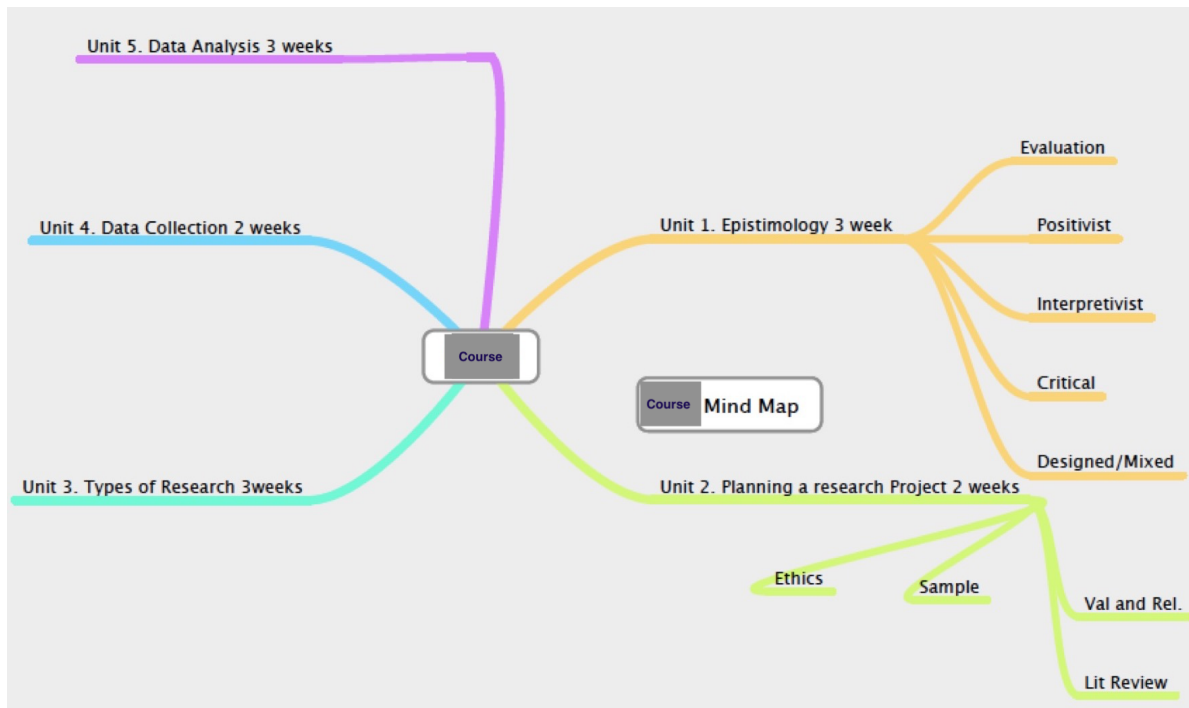 Unit 5. Data Analysis 3 weeks
Evaluation
Unit 4. Data Collection 2 weeks
Unit 1. Epistimology 3 week
Positivist
Interpretivist
Course
Critical
Course Mind Map
Designed/Mixed
Unit 3. Types of Research 3weeks
Unit 2. Planning a research Project 2 weeks
Ethics
Sample
Val and Rel.
Lit Review